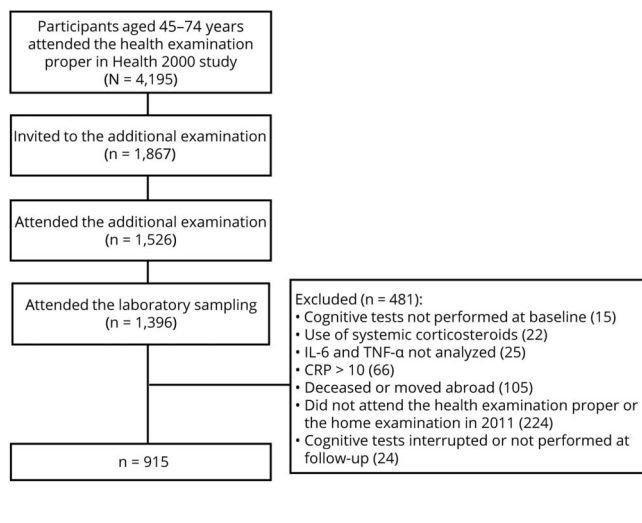 Participants aged 45–74 years
attended the health examination
proper in Health 2000 study
(N = 4,195)
Invited to the additional examination
(n = 1,867)
Attended the additional examination
(n = 1,526)
Attended the laboratory sampling
(n = 1,396)
Excluded (n = 481):
• Cognitive tests not performed at baseline (15)
• Use of systemic corticosteroids (22)
• IL-6 and TNF-α not analyzed (25)
• CRP > 10 (66)
• Deceased or moved abroad (105)
• Did not attend the health examination proper or
the home examination in 2011 (224)
• Cognitive tests interrupted or not performed at
follow-up (24)
n = 915